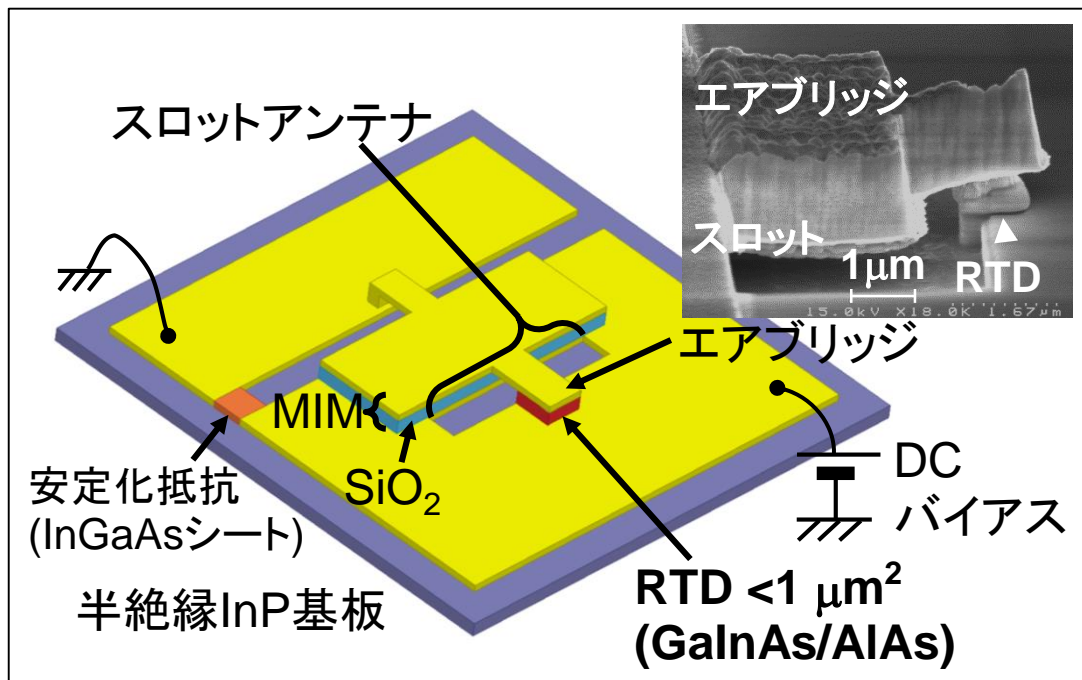 スロットアンテナ
エアブリッジ
スロット
1μm
RTD
15.0kV X18.0K 1.67μm
エアブリッジ
MIM
SiO2
安定化抵抗
(InGaAsシート)
半絶縁InP基板
DC
バイアス
RTD <1 μm2
(GaInAs/AlAs)